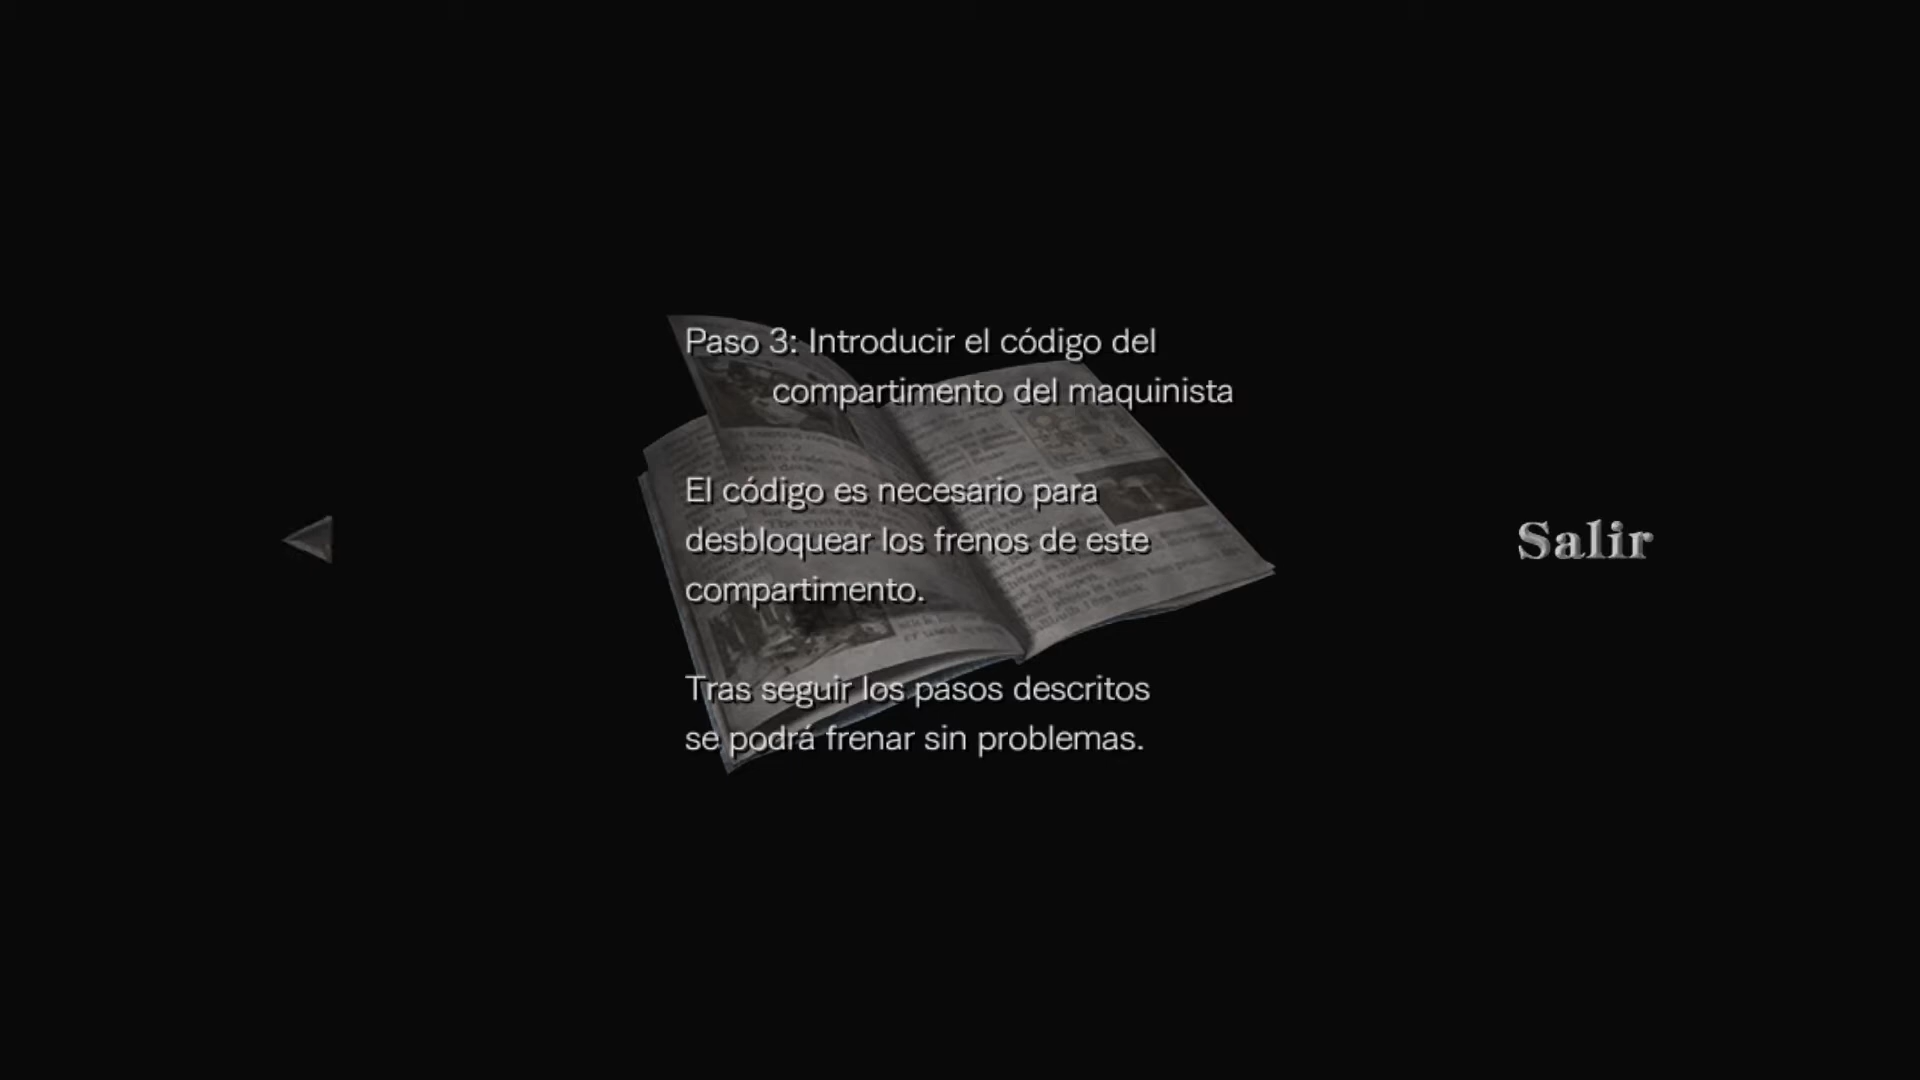 Paso 3: Introducir el código del
compartimento del maquinista
El código es necesario para
desbloquear los frenos de este
compartimento.
Tras seguir los pasos descritos
se podrá frenar sin problemas.
Salir